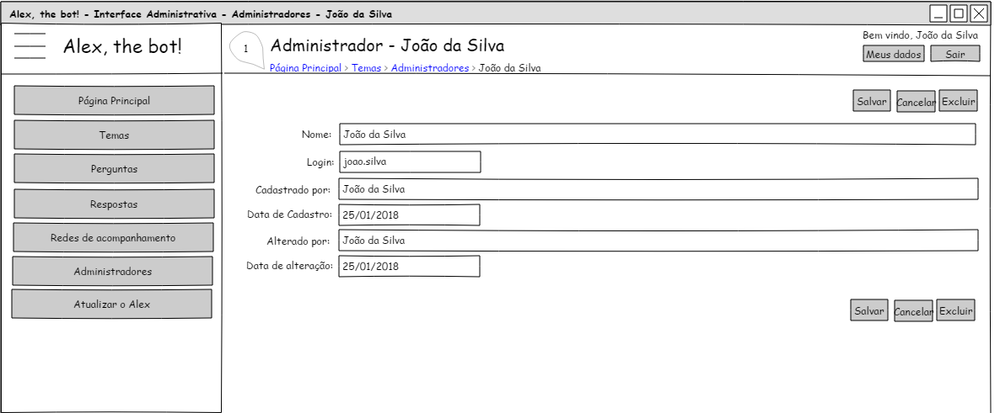 Alex, the bot! - Interface Administrativa - Administradores - João da Silva
Alex, the bot!
1
Administrador - João da Silva
Página Principal > Temas > Administradores > João da Silva
Bem vindo, João da Silva
Meus dados Sair
Página Principal
Temas
Perguntas
Respostas
Redes de acompanhamento
Administradores
Atualizar o Alex
Salvar Cancelar Excluir
Nome: João da Silva
Login: joao.silva
Cadastrado por: João da Silva
Data de Cadastro: 25/01/2018
Alterado por: João da Silva
Data de alteração: 25/01/2018
Salvar Cancelar Excluir